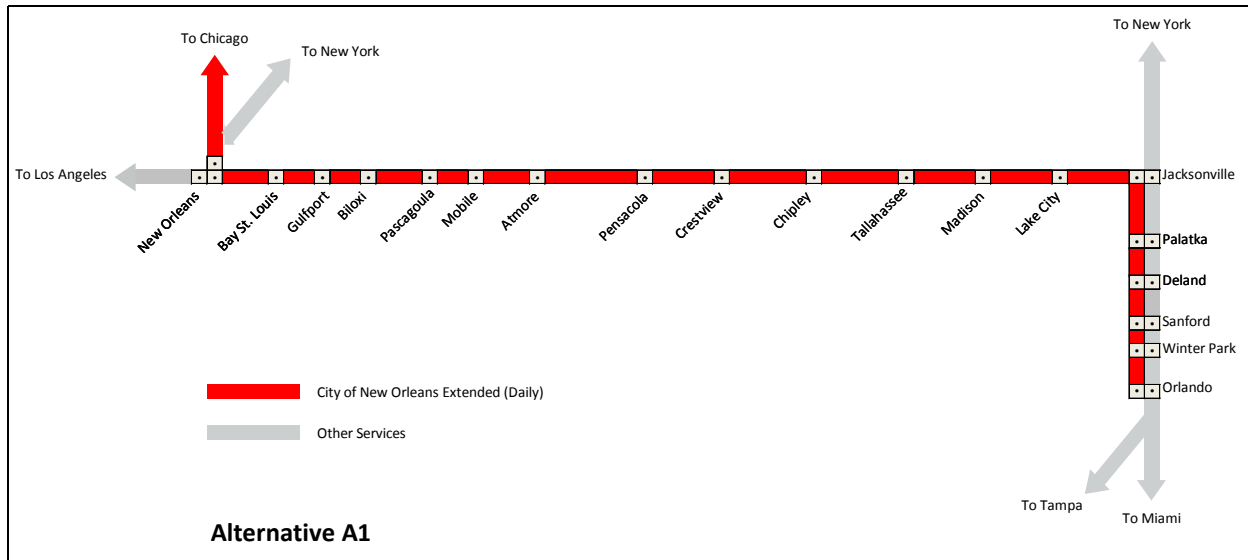 To New York
To Chicago
To New York
To Los Angeles
Jacksonville
New Orleans
Bay St. Louis
Gulfport
Biloxi
Pascagoula
Mobile
Atmore
Pensacola
Crestview
Chipley
Tallahassee
Madison
Lake City
Palatka
Deland
Sanford
Winter Park
Orlando
City of New Orleans Extended (Daily)
Other Services
To Tampa
To Miami
Alternative A1